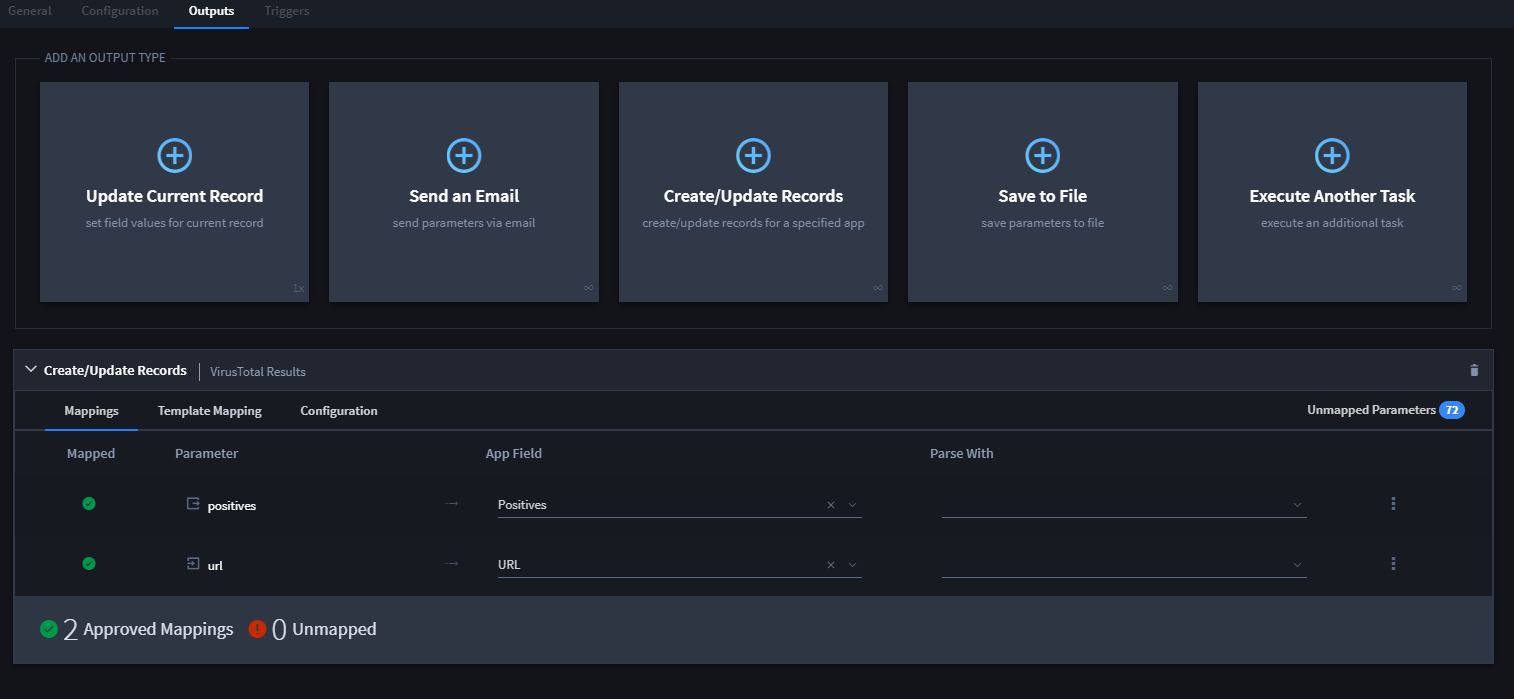 General Configuration Outputs Triggers
ADD AN OUTPUT TYPE
Update Current Record
set field values for current record
1x
Send an Email
send parameters via email
∞
Create/Update Records
create/update records for a specified app
∞
Save to File
save parameters to file
∞
Execute Another Task
execute an additional task
∞
Create/Update Records | VirusTotal Results
Mappings Template Mapping Configuration Unmapped Parameters 72
Mapped Parameter App Field Parse With
positives → Positives
url → URL
2 Approved Mappings 0 Unmapped